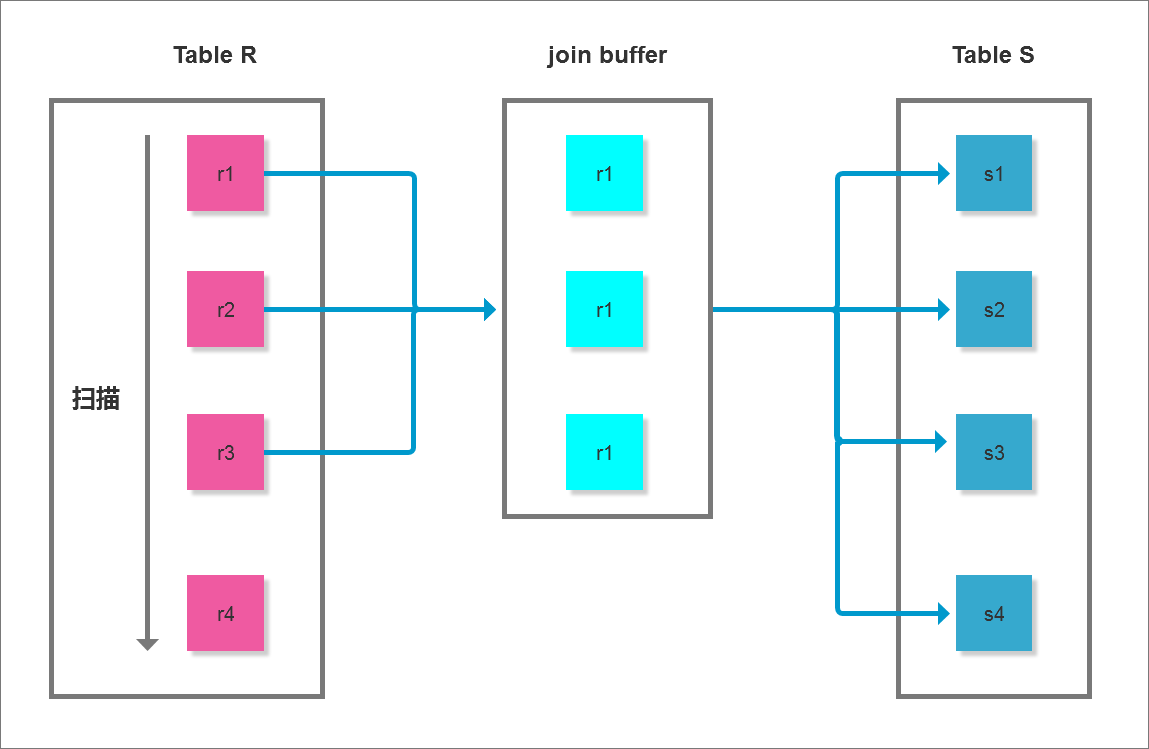 Table R
join buffer
Table S
扫描
r1
r2
r3
r4
r1
r1
r1
s1
s2
s3
s4